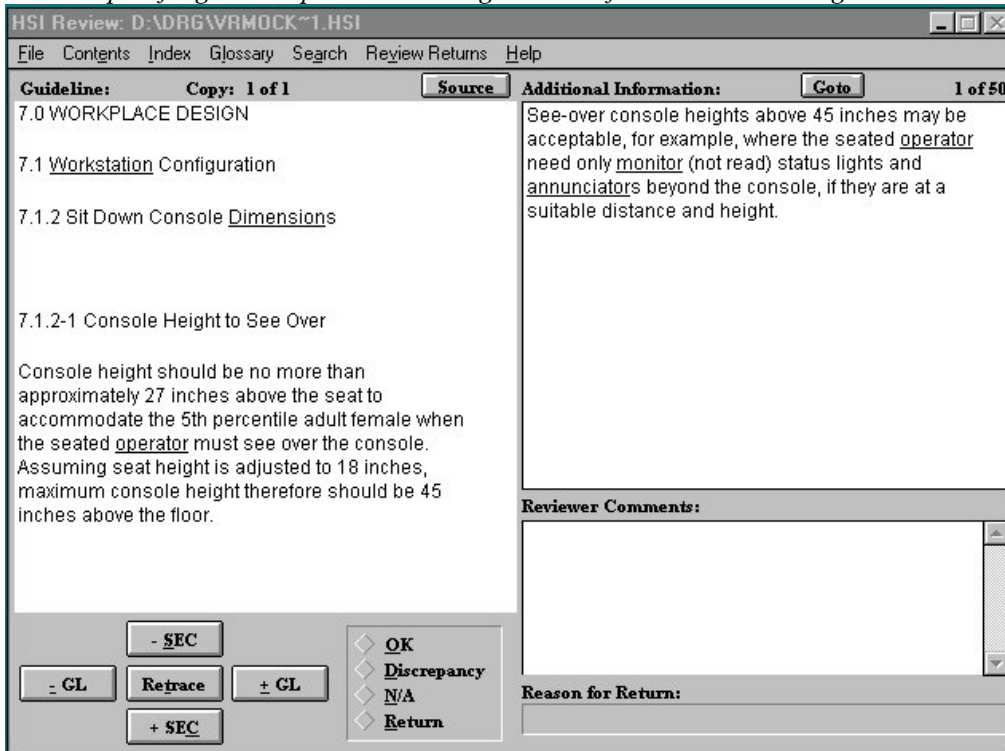 HSI Review: D:\DRG\VRMOCK~1.HSI
File Contents Index Glossary Search Review Returns Help
Guideline: Copy: 1 of 1 Source
7.0 WORKPLACE DESIGN
7.1 Workstation Configuration
7.1.2 Sit Down Console Dimensions
7.1.2-1 Console Height to See Over
Console height should be no more than
approximately 27 inches above the seat to
accommodate the 5th percentile adult female when
the seated operator must see over the console.
Assuming seat height is adjusted to 18 inches,
maximum console height therefore should be 45
inches above the floor.
- SEC
- GL Retrace + GL
+ SEC
OK
Discrepancy
N/A
Return
Additional Information: Goto 1 of 50
See-over console heights above 45 inches may be
acceptable, for example, where the seated operator
need only monitor (not read) status lights and
annunciators beyond the console, if they are at a
suitable distance and height.
Reviewer Comments:
Reason for Return: